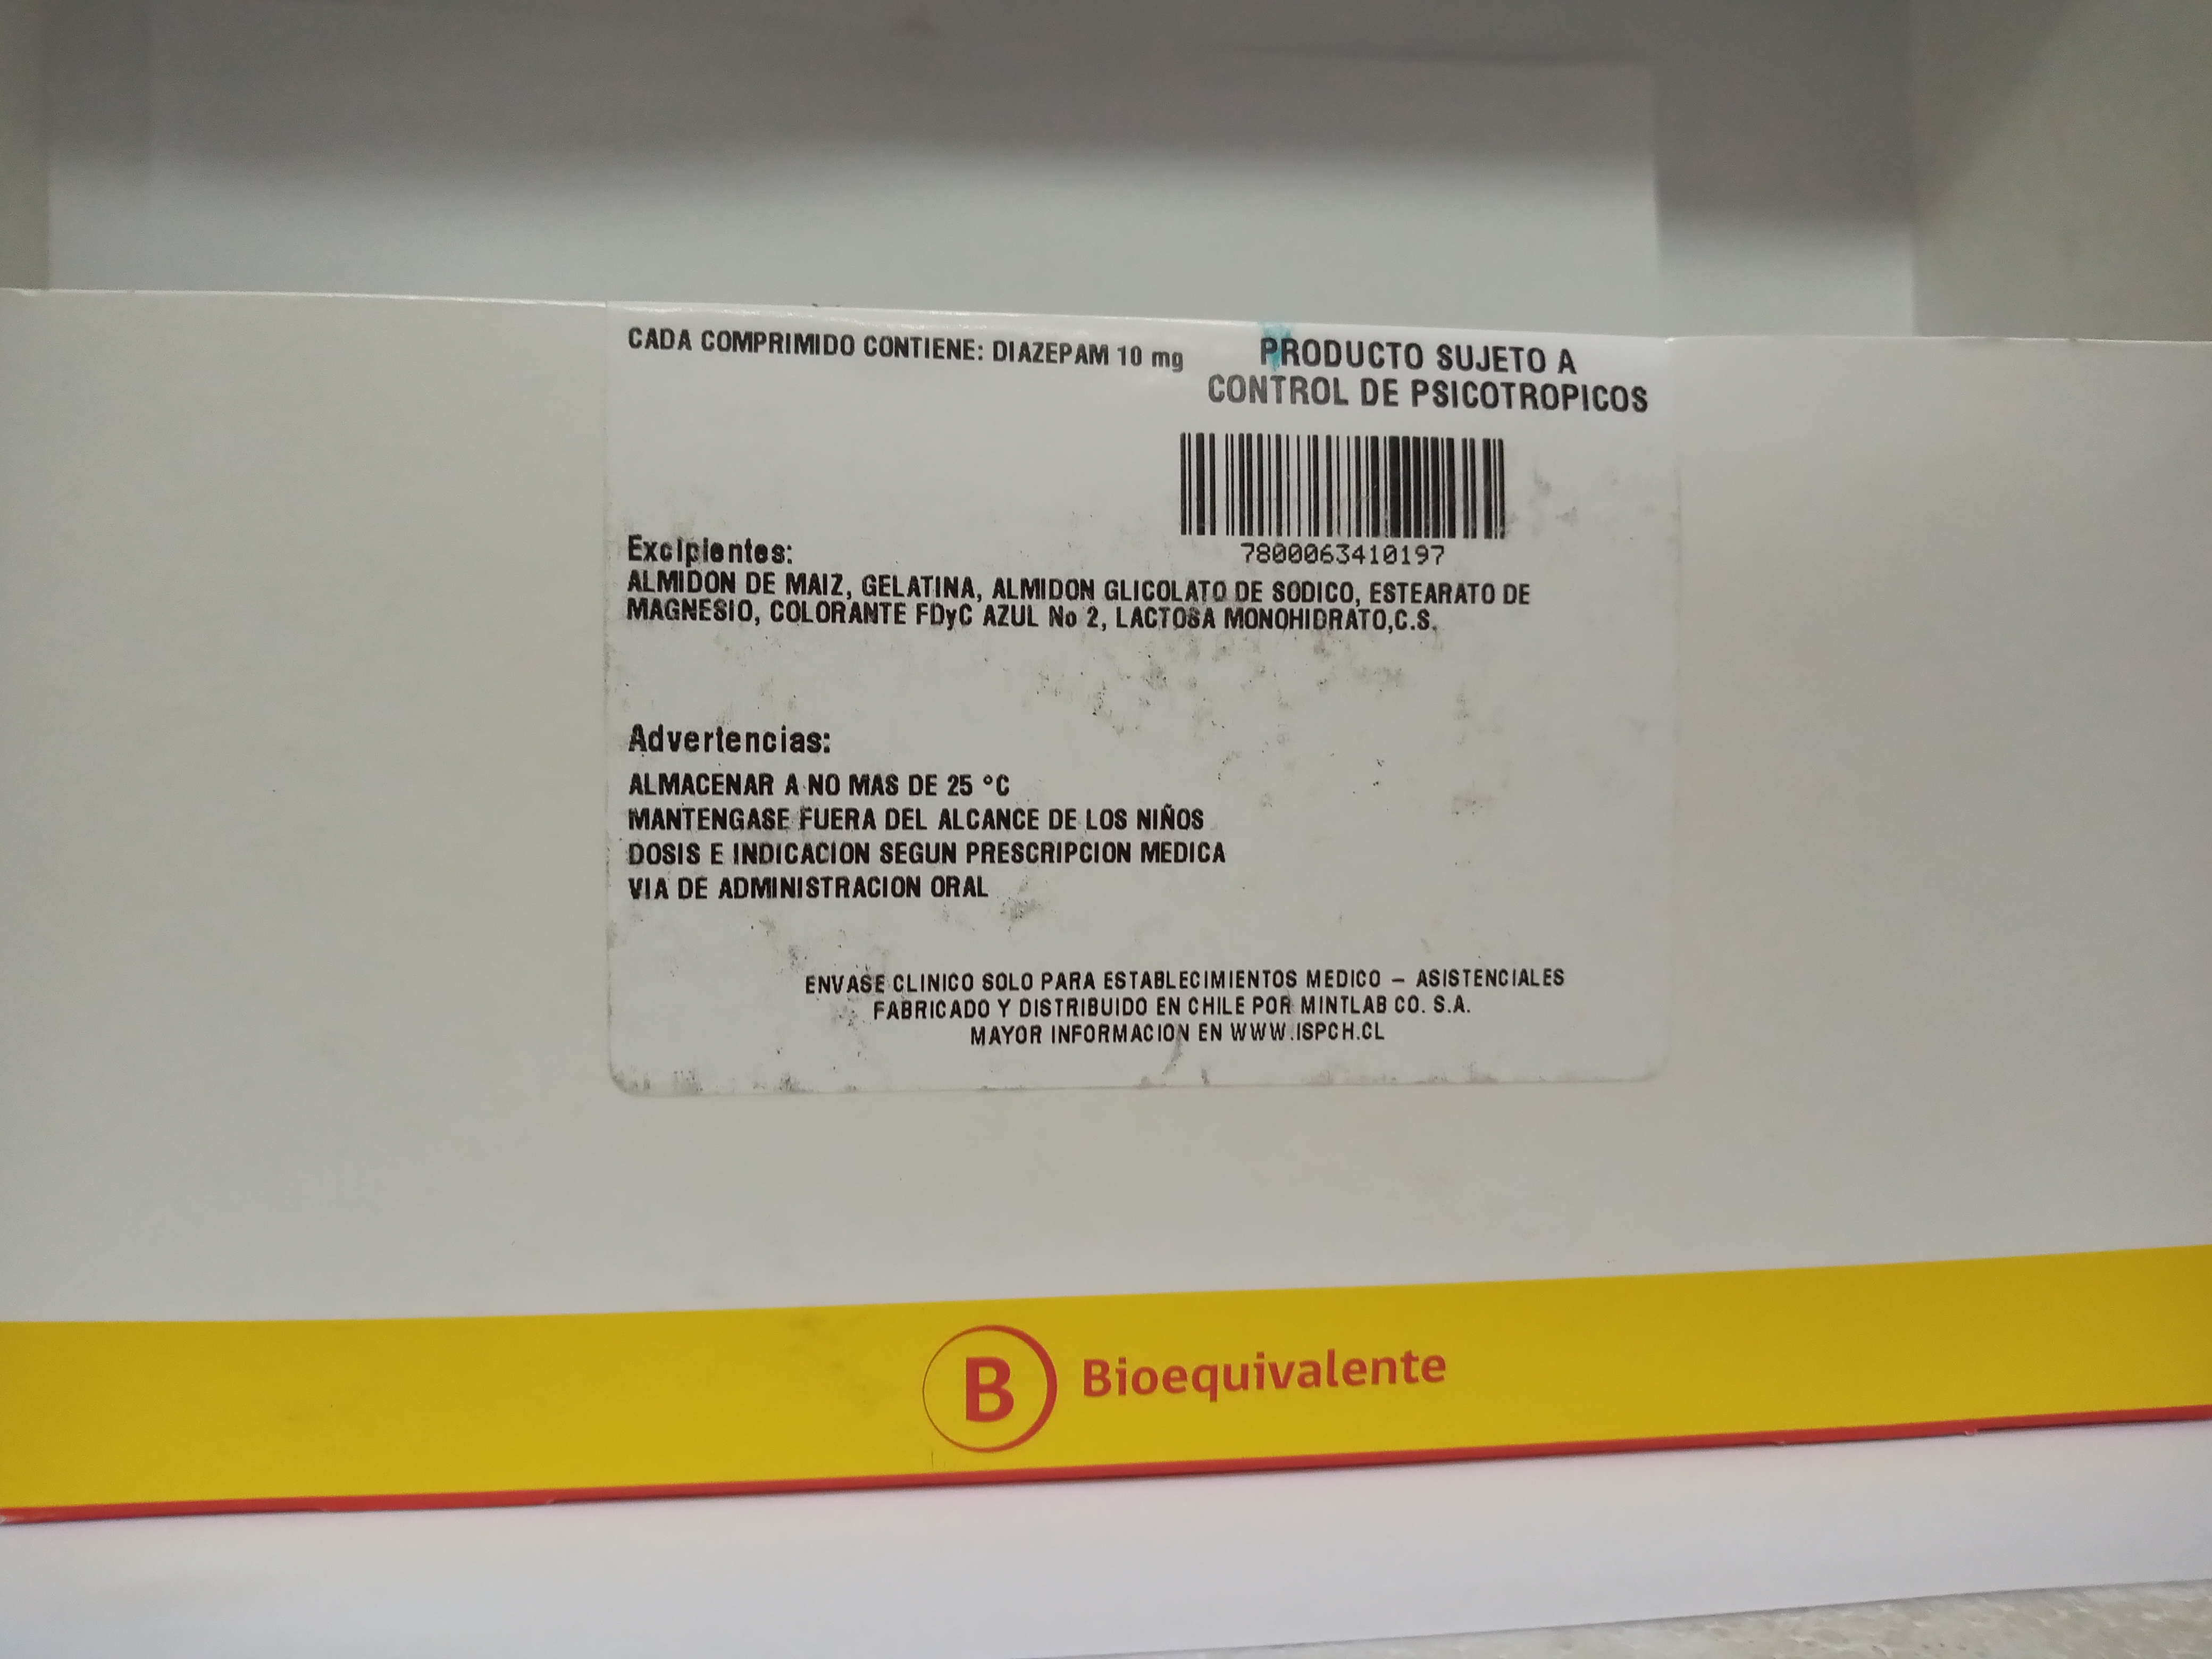 CADA COMPRIMIDO CONTIENE: DIAZEPAM 10 mg
PRODUCTO SUJETO A
CONTROL DE PSICOTROPICOS
7800063410197
Excipientes:
ALMIDON DE MAIZ, GELATINA, ALMIDON GLICOLATO DE SODICO, ESTEARATO DE
MAGNESIO, COLORANTE FDyC AZUL No 2, LACTOSA MONOHIDRATO,C.S.
Advertencias:
ALMACENAR A NO MAS DE 25 °C
MANTENGASE FUERA DEL ALCANCE DE LOS NIÑOS
DOSIS E INDICACION SEGUN PRESCRIPCION MEDICA
VIA DE ADMINISTRACION ORAL
ENVASE CLINICO SOLO PARA ESTABLECIMIENTOS MEDICO – ASISTENCIALES
FABRICADO Y DISTRIBUIDO EN CHILE POR MINTLAB CO. S.A.
MAYOR INFORMACION EN WWW.ISPCH.CL
B Bioequivalente